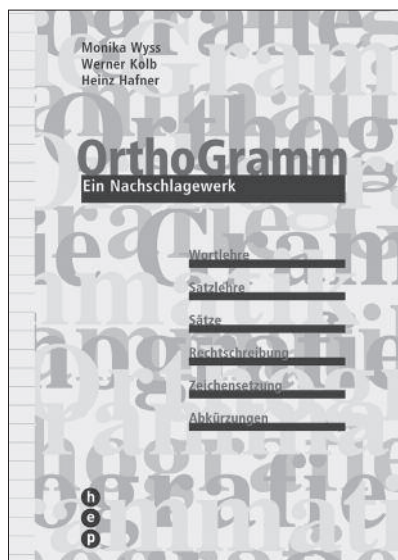 Monika Wyss
Werner Kolb
Heinz Hafner
OrthoGramm
Ein Nachschlagewerk
Wortlehre
Satzlehre
Sätze
Rechtschreibung
Zeichensetzung
Abkürzungen
h
e
p